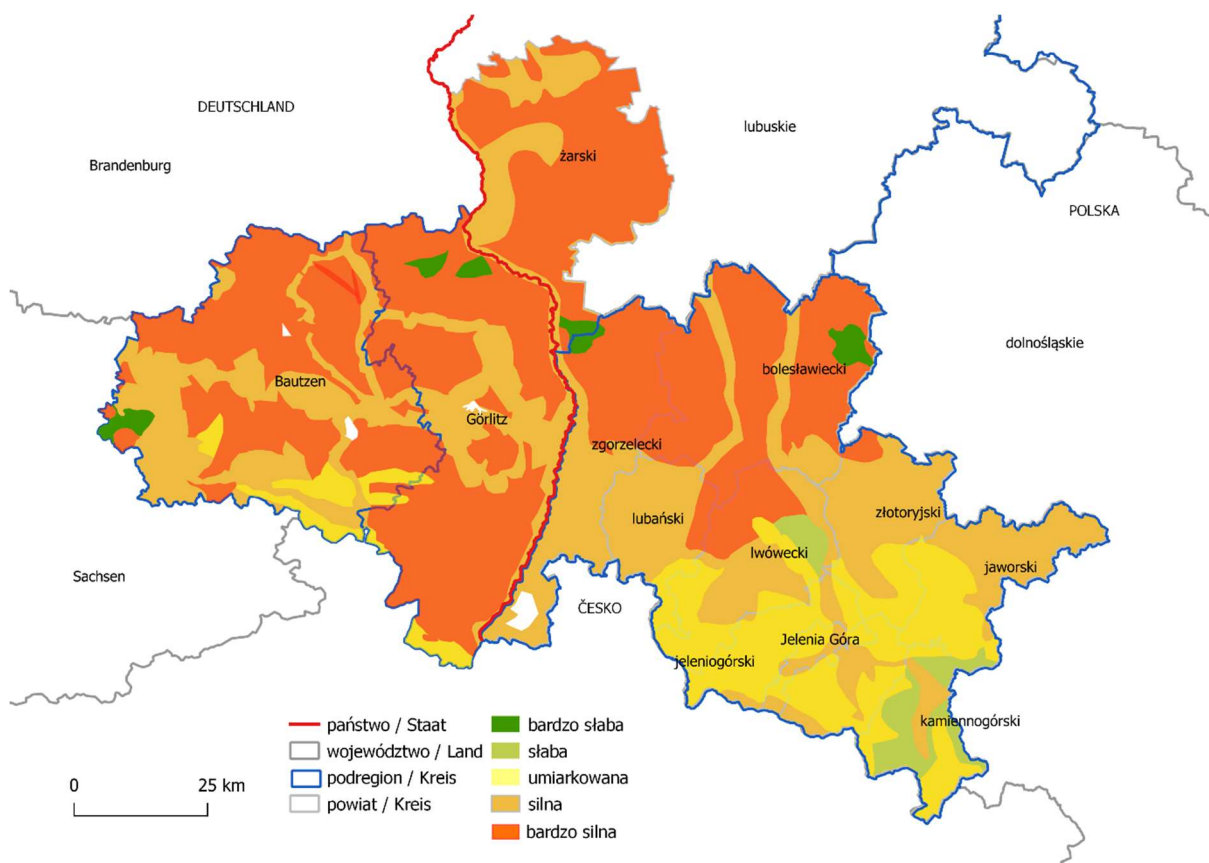 DEUTSCHLAND
lubuskie
żarski
Brandenburg
POLSKA
dolnośląskie
bolesławiecki
Bautzen
Görlitz
zgorzelecki
złotoryjski
lubański
lwówecki
jaworski
Sachsen
ČESKO
Jelenia Góra
jeleniogórski
kamiennogórski
państwo / Staat
województwo / Land
podregion / Kreis
powiat / Kreis
bardzo słaba
słaba
umiarkowana
silna
bardzo silna
0 25 km